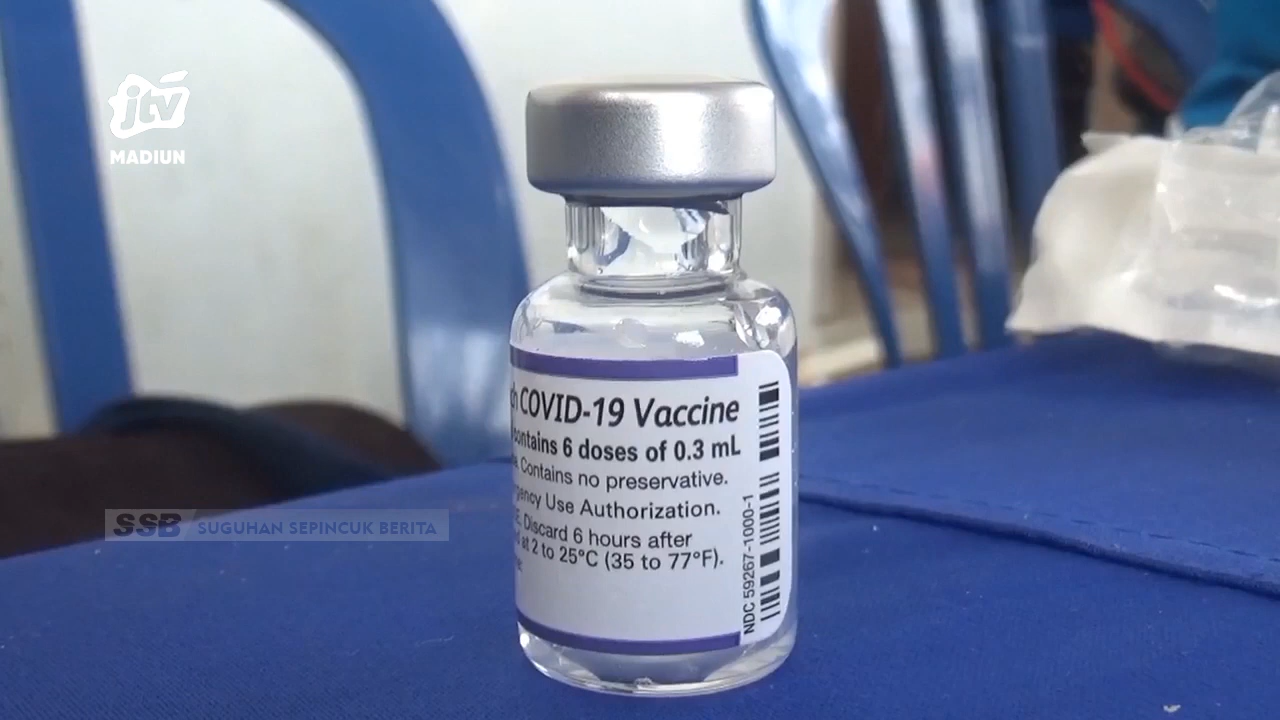 jtv
MADIUN
COVID-19 Vaccine
contains 6 doses of 0.3 mL
Contains no preservative.
Use Authorization.
Discard 6 hours after
at 2 to 25°C (35 to 77°F).
NDC 59267-1000-1
SSB SUGUHAN SEPINCUK BERITA